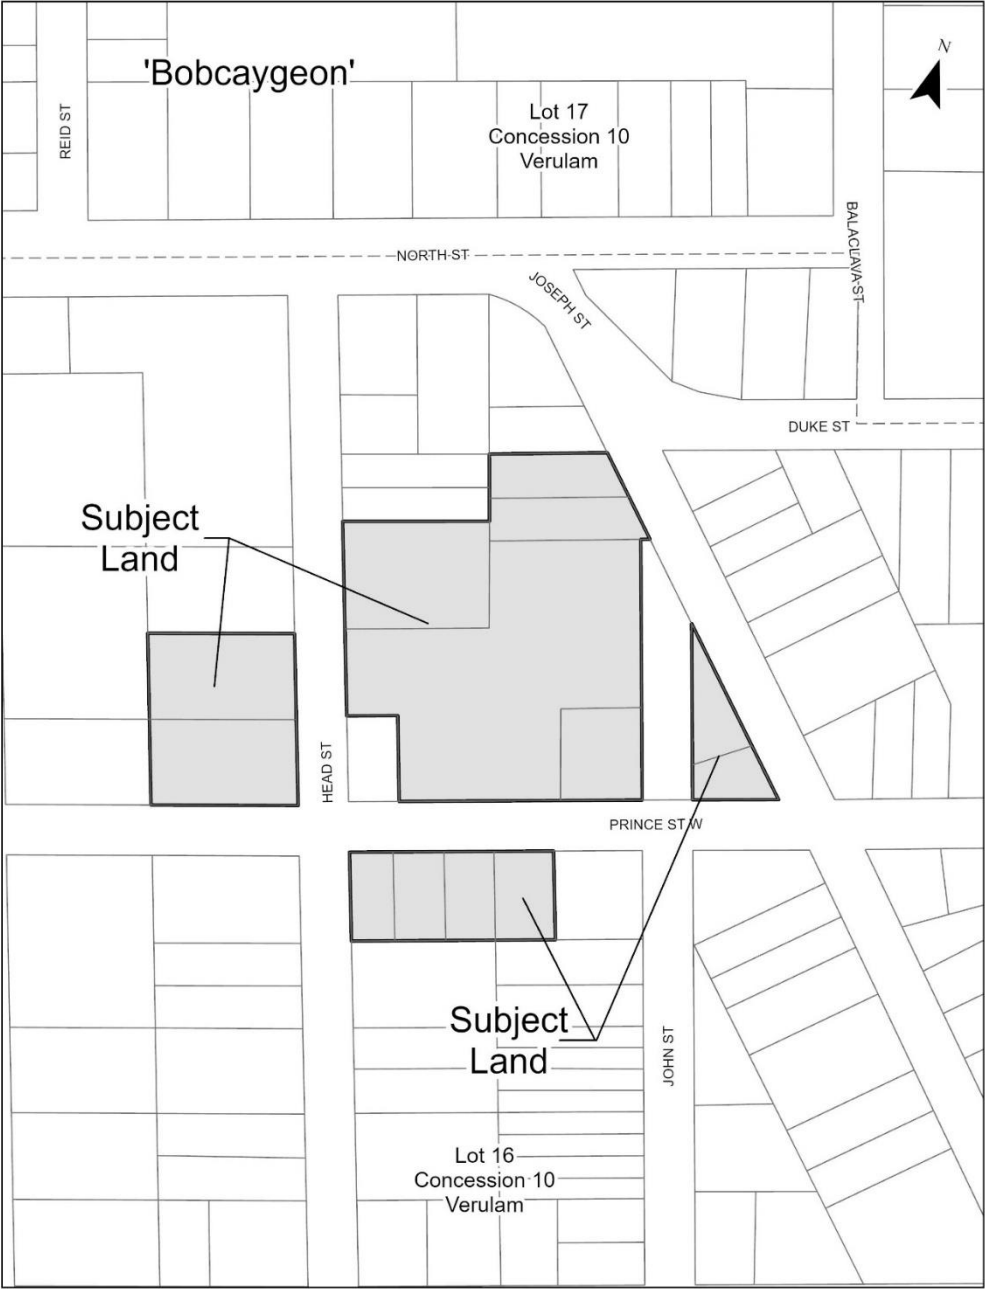 'Bobcaygeon'
N
REID ST
Lot 17
Concession 10
Verulam
BALACLAVA ST
NORTH ST
JOSEPH ST
DUKE ST
Subject
Land
HEAD ST
PRINCE ST W
Subject
Land
JOHN ST
Lot 16
Concession 10
Verulam